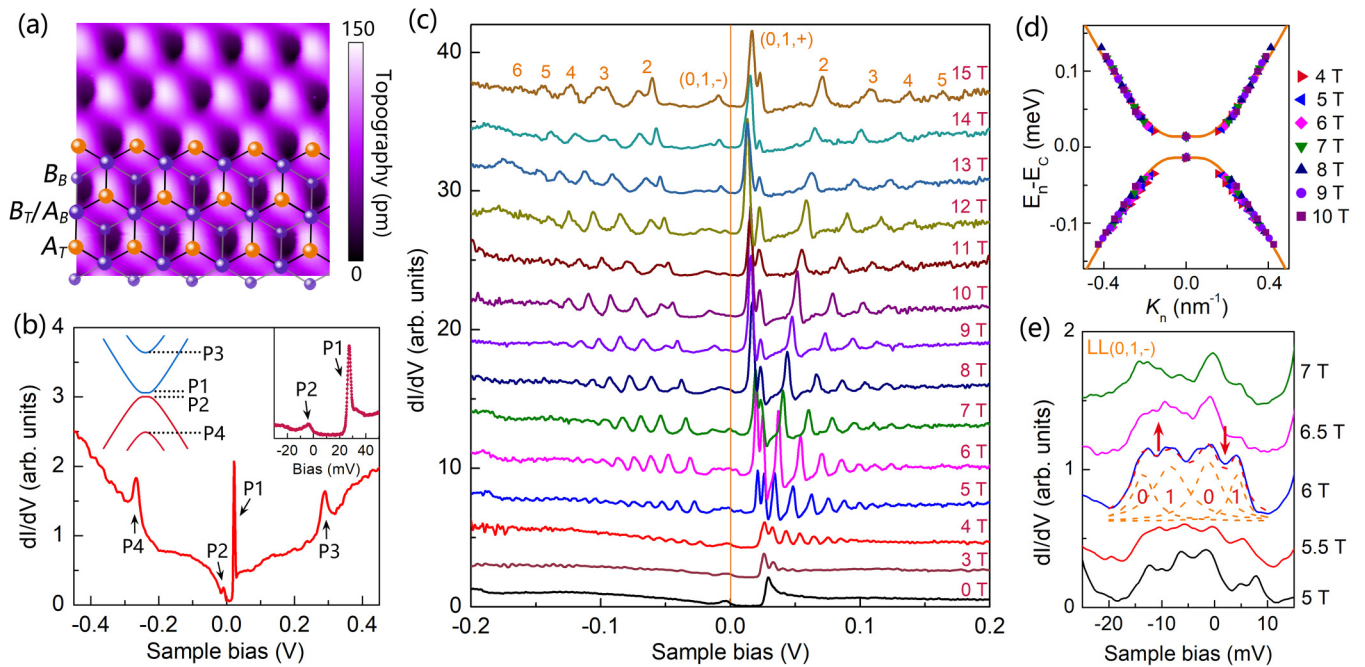 (a)
150
Topography (pm)
0
B_B
B_T/A_B
A_T
(b)
4
3
2
1
0
dI/dV (arb. units)
P3
P1
P2
P4
P1
P2
-20 0 20 40
Bias (mV)
P4
P2
P1
P3
-0.4 -0.2 0.0 0.2 0.4
Sample bias (V)
(c)
40
30
20
10
0
dI/dV (arb. units)
(0,1,+)
6 5 4 3 2 (0,1,-) 2 3 4 5
15 T
14 T
13 T
12 T
11 T
10 T
9 T
8 T
7 T
6 T
5 T
4 T
3 T
0 T
-0.2 -0.1 0.0 0.1 0.2
Sample bias (V)
(d)
0.1
0.0
-0.1
E_n-E_C (meV)
-0.4 0.0 0.4
K_n (nm⁻¹)
4 T
5 T
6 T
7 T
8 T
9 T
10 T
(e)
2
1
0
dI/dV (arb. units)
LL(0,1,-)
7 T
6.5 T
6 T
5.5 T
5 T
0 1 0 1
-20 -10 0 10
Sample bias (mV)